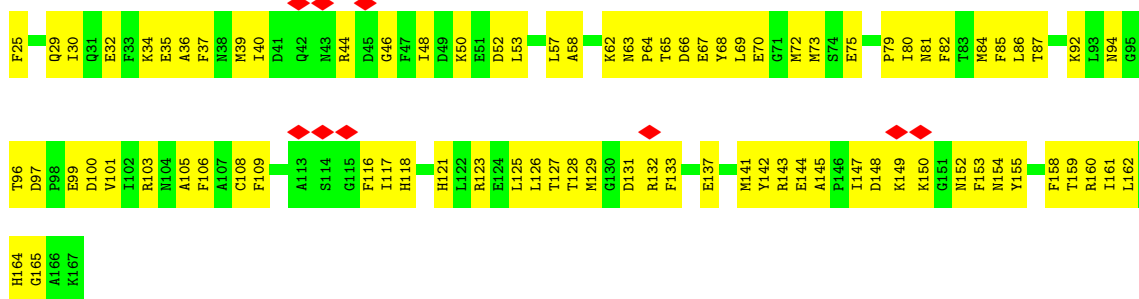 F25 Q29 I30 Q31 E32 F33 K34 E35 A36 F37 N38 M39 I40 D41 Q42 N43 R44 D45 G46 F47 I48 D49 K50 E51 D52 L53 L57 A58 K62 N63 P64 T65 D66 E67 Y68 L69 E70 G71 M72 M73 S74 E75 P79 I80 N81 F82 T83 M84 F85 L86 T87 K92 L93 N94 G95
T96 D97 P98 E99 D100 V101 I102 R103 N104 A105 F106 A107 C108 F109 A113 S114 G115 F116 I117 H118 H121 L122 R123 E124 L125 L126 T127 T128 M129 G130 D131 R132 F133 E137 M141 Y142 R143 E144 A145 P146 I147 D148 K149 K150 G151 N152 F153 N154 Y155 F158 T159 R160 I161 L162
H164 G165 A166 K167